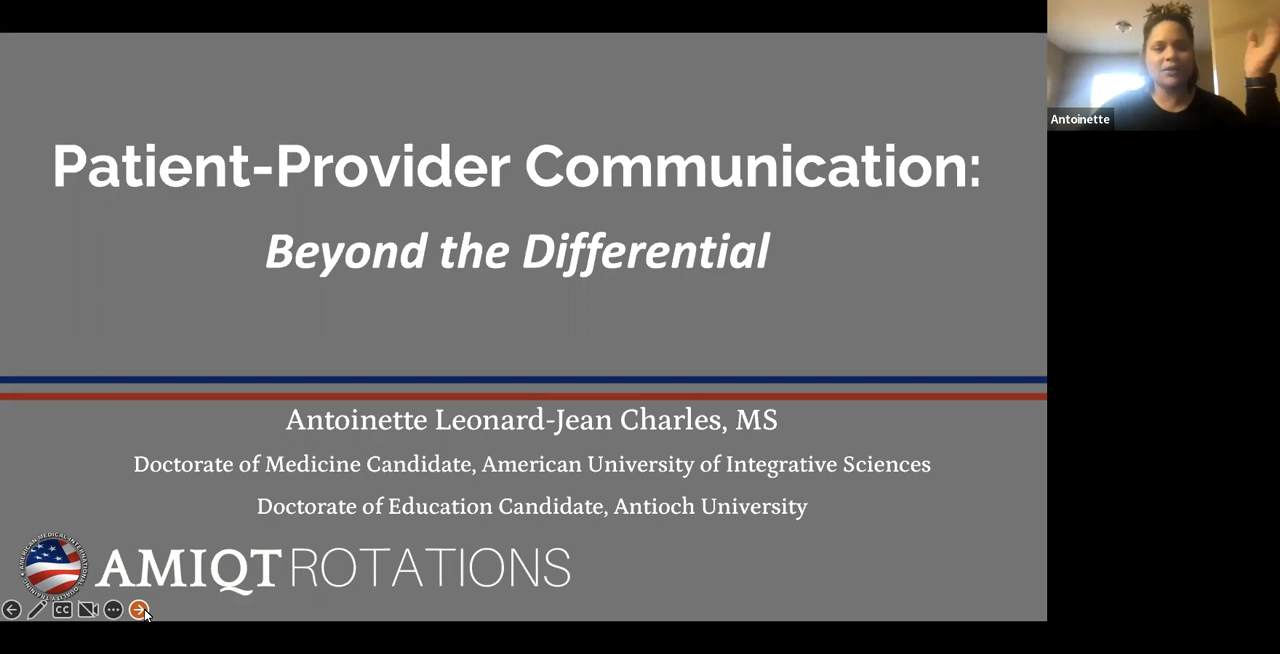 Patient-Provider Communication:
Beyond the Differential
Antoinette
Antoinette Leonard-Jean Charles, MS
Doctorate of Medicine Candidate, American University of Integrative Sciences
Doctorate of Education Candidate, Antioch University
AMIQT ROTATIONS
CC